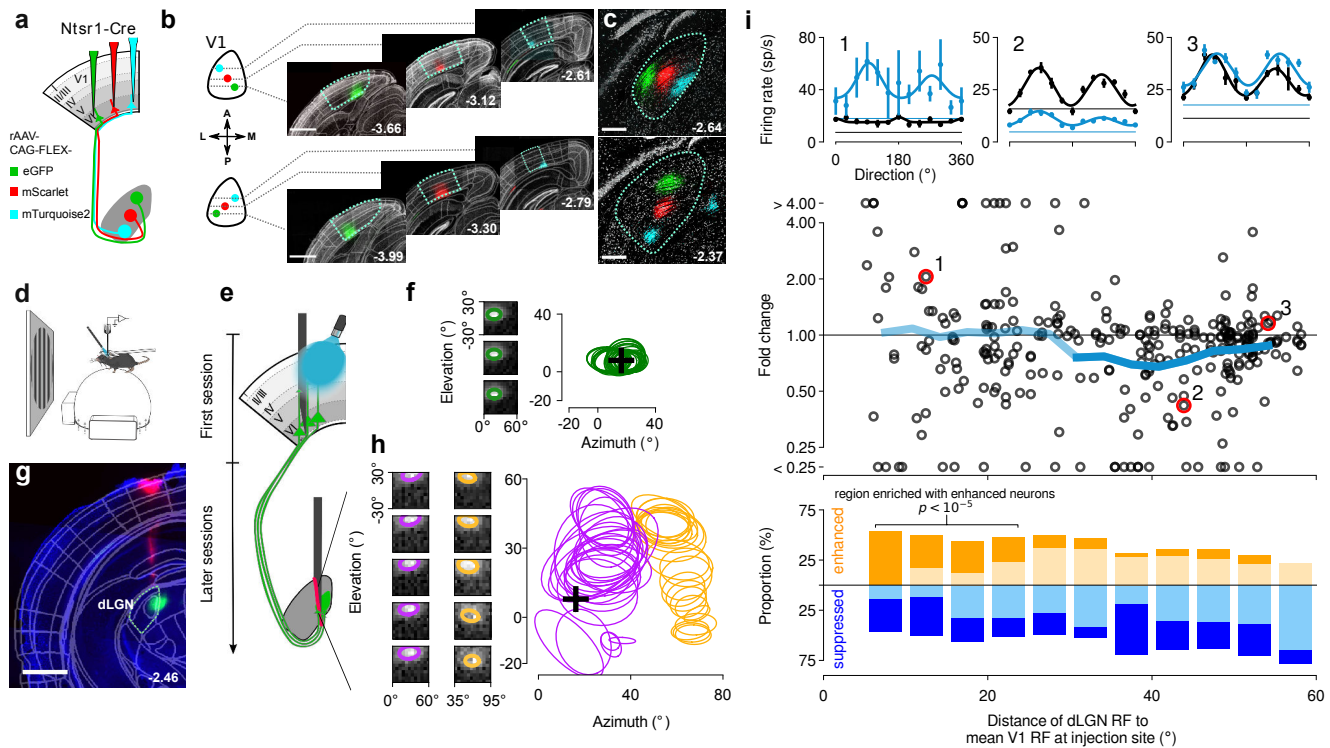 a
Ntsr1-Cre
V1
II/III
IV
V
VI
rAAV-
CAG-FLEX-
eGFP
mScarlet
mTurquoise2
b
V1
A
L M
P
-3.66
-3.12
-2.61
-3.99
-3.30
-2.79
c
-2.64
-2.37
d
e
First session
Later sessions
II/III
IV
V
VI
f
30°
-30°
0° 60°
Elevation (°)
40
0
-20
0 40
Azimuth (°)
g
dLGN
-2.46
h
30°
-30°
Elevation (°)
0° 60° 35° 95°
60
40
20
0
-20
0 40 80
Azimuth (°)
i
Firing rate (sp/s)
80
40
0
1
0 180 360
Direction (°)
50
25
0
2
50
25
0
3
Fold change
> 4.00
4.00
2.00
1.00
0.50
0.25
< 0.25
1
2
3
region enriched with enhanced neurons
p < 10⁻⁵
Proportion (%)
enhanced
suppressed
75
25
25
75
0 20 40 60
Distance of dLGN RF to
mean V1 RF at injection site (°)